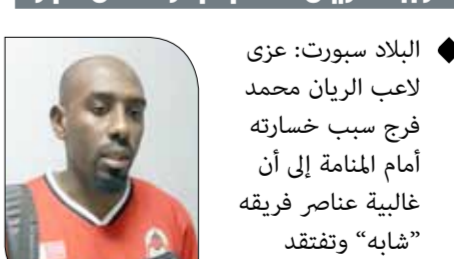 البلاد سبورت: عزى
لاعب الريان محمد
فرج سبب خسارته
أمام المنامة إلى أن
غالبية عناصر فريقه
”شابه“ وتفتقد